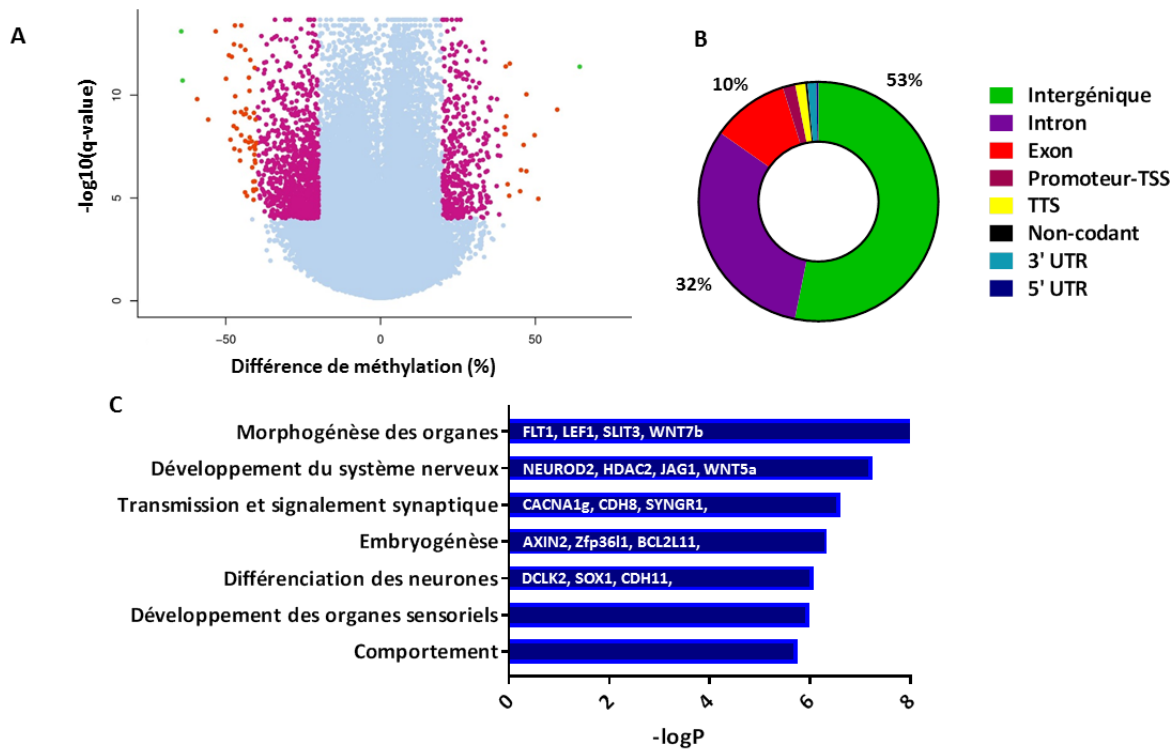 A
-log10(q-value)
10
5
0
−50
0
50
Différence de méthylation (%)
B
53%
10%
32%
Intergénique
Intron
Exon
Promoteur-TSS
TTS
Non-codant
3' UTR
5' UTR
C
Morphogénèse des organes
FLT1, LEF1, SLIT3, WNT7b
Développement du système nerveux
NEUROD2, HDAC2, JAG1, WNT5a
Transmission et signalement synaptique
CACNA1g, CDH8, SYNGR1,
Embryogénèse
AXIN2, Zfp36l1, BCL2L11,
Différenciation des neurones
DCLK2, SOX1, CDH11,
Développement des organes sensoriels
Comportement
0
2
4
6
8
-logP